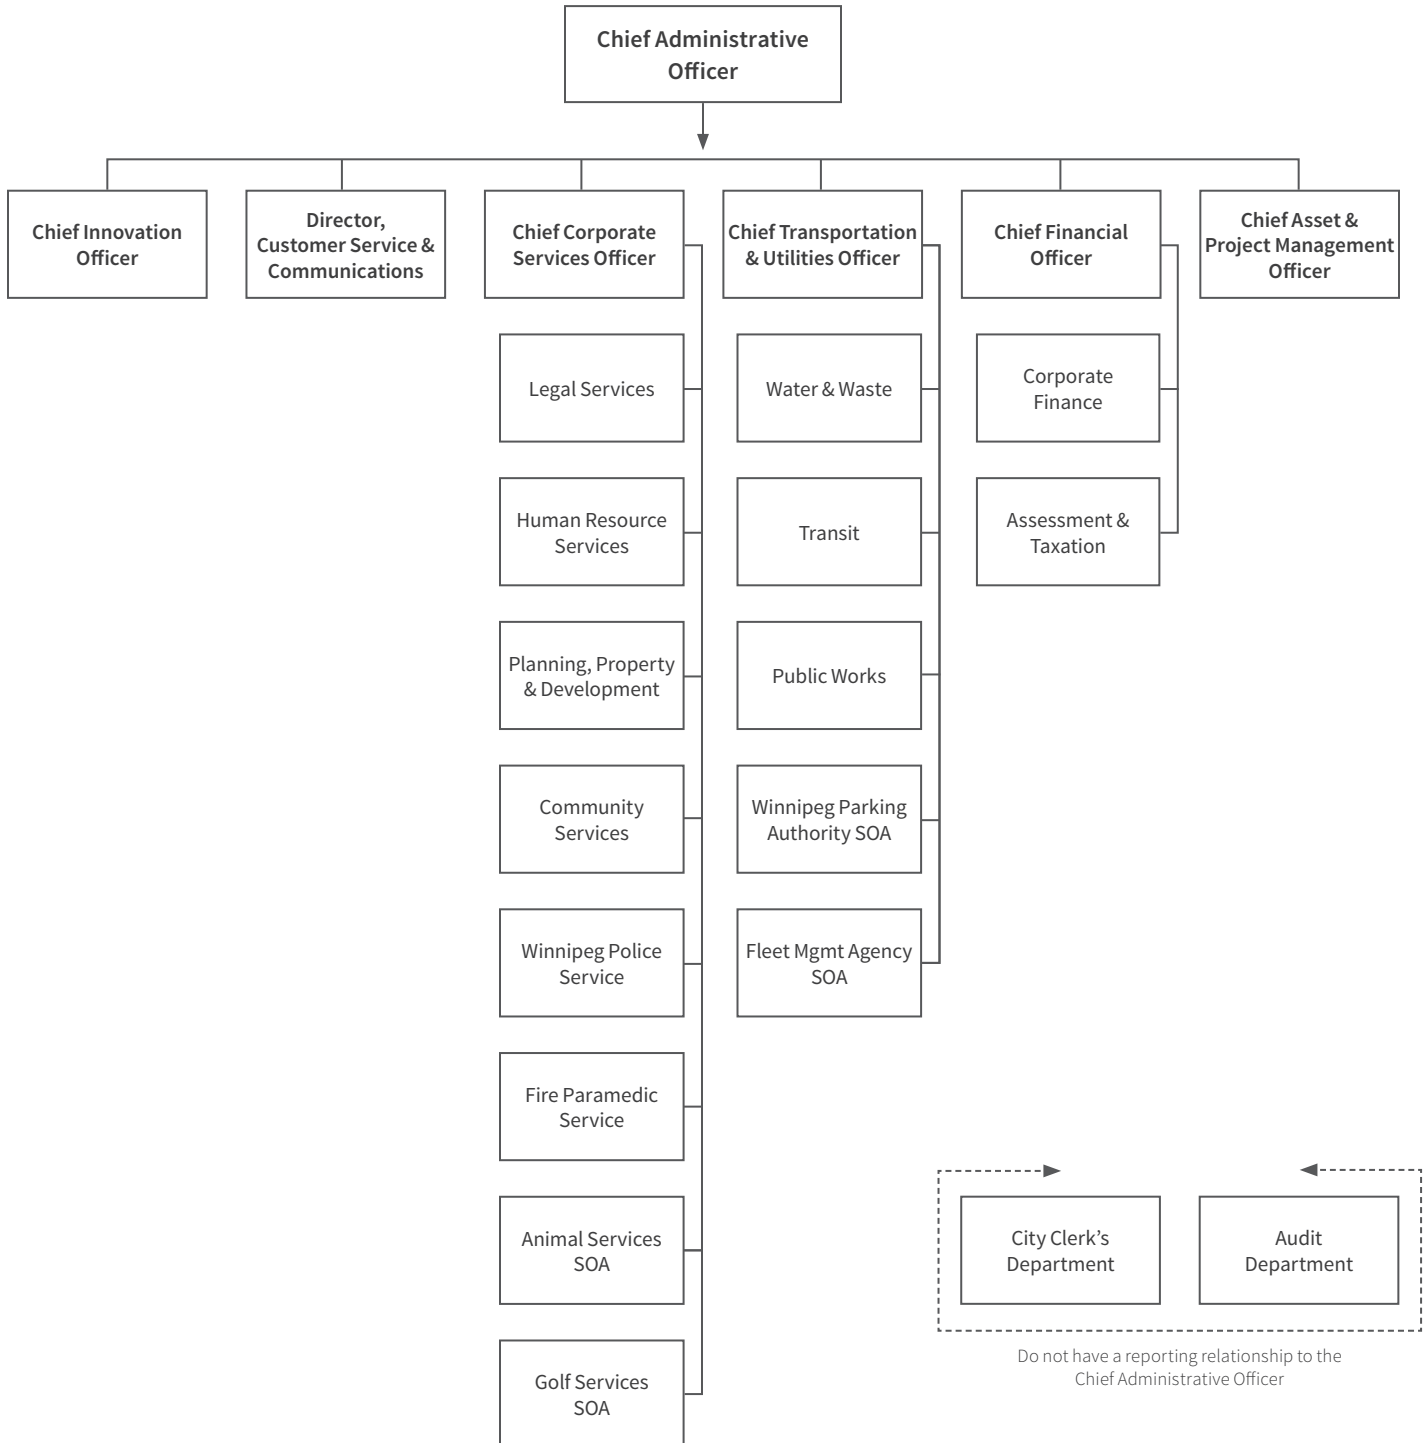 Chief Administrative
Officer
Chief Innovation
Officer
Director,
Customer Service &
Communications
Chief Corporate
Services Officer
Chief Transportation
& Utilities Officer
Chief Financial
Officer
Chief Asset &
Project Management
Officer
Legal Services
Water & Waste
Corporate
Finance
Human Resource
Services
Transit
Assessment &
Taxation
Planning, Property
& Development
Public Works
Community
Services
Winnipeg Parking
Authority SOA
Winnipeg Police
Service
Fleet Mgmt Agency
SOA
Fire Paramedic
Service
Animal Services
SOA
City Clerk’s
Department
Audit
Department
Do not have a reporting relationship to the
Chief Administrative Officer
Golf Services
SOA